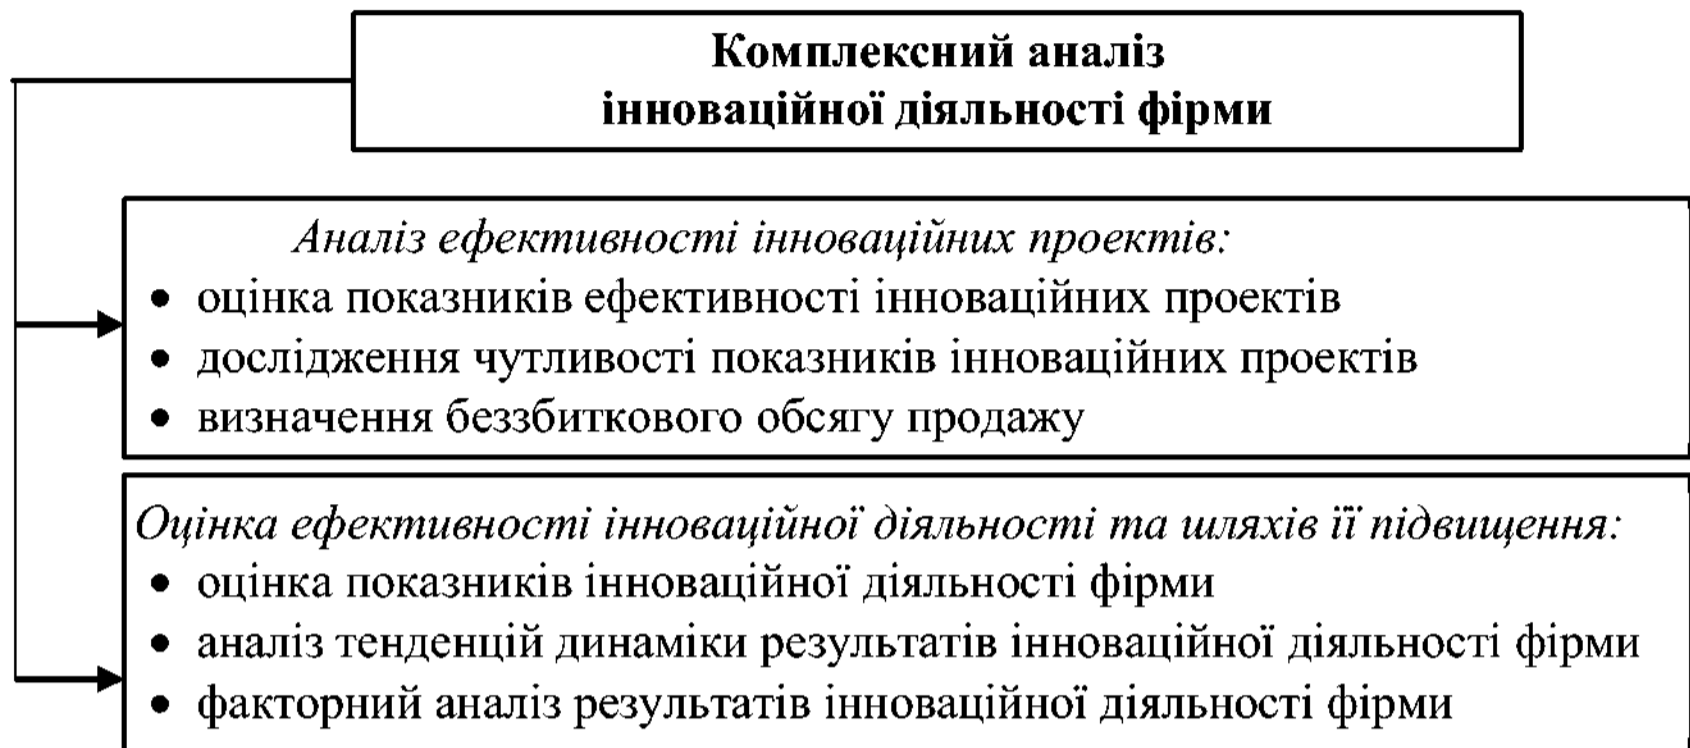 Комплексний аналіз
інноваційної діяльності фірми
Аналіз ефективності інноваційних проектів:
• оцінка показників ефективності інноваційних проектів
• дослідження чутливості показників інноваційних проектів
• визначення беззбиткового обсягу продажу
Оцінка ефективності інноваційної діяльності та шляхів її підвищення:
• оцінка показників інноваційної діяльності фірми
• аналіз тенденцій динаміки результатів інноваційної діяльності фірми
• факторний аналіз результатів інноваційної діяльності фірми